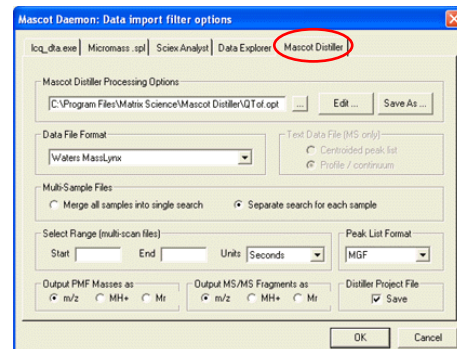 Mascot Daemon: Data import filter options
lcq_dta.exe Micromass .spl Sciex Analyst Data Explorer Mascot Distiller
Mascot Distiller Processing Options
C:\Program Files\Matrix Science\Mascot Distiller\QTof.opt ... Edit ... Save As ...
Data File Format Text Data File (MS only)
Waters MassLynx Centroided peak list
Profile / continuum
Multi-Sample Files
Merge all samples into single search Separate search for each sample
Select Range (multi-scan files) Peak List Format
Start End Units Seconds MGF
Output PMF Masses as Output MS/MS Fragments as Distiller Project File
m/z MH+ Mr m/z MH+ Mr Save
OK Cancel